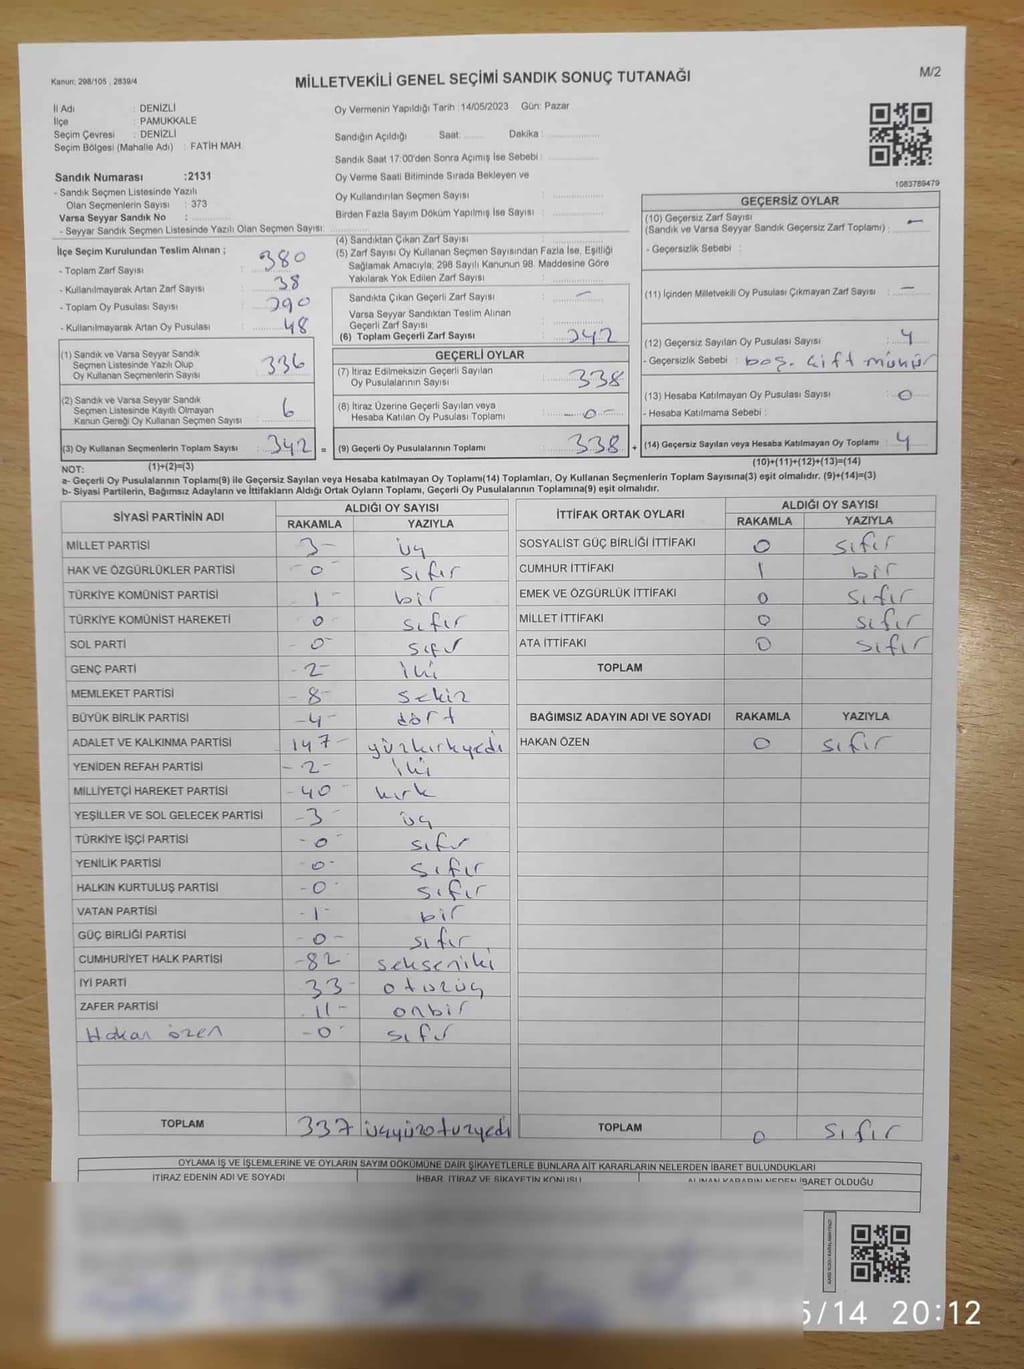 Kanun: 298/105 , 2839/4
MİLLETVEKİLİ GENEL SEÇİMİ SANDIK SONUÇ TUTANAĞI
M/2
İl Adı : DENİZLİ
İlçe : PAMUKKALE
Seçim Çevresi : DENİZLİ
Seçim Bölgesi (Mahalle Adı) : FATİH MAH.
Oy Vermenin Yapıldığı Tarih : 14/05/2023 Gün: Pazar
Sandığın Açıldığı Saat: Dakika :
Sandık Saat 17:00'den Sonra Açımış İse Sebebi :
Oy Verme Saati Bitiminde Sırada Bekleyen ve
Oy Kullandırılan Seçmen Sayısı :
Birden Fazla Sayım Döküm Yapılmış İse Sayısı :
1083789479
Sandık Numarası :2131
- Sandık Seçmen Listesinde Yazılı
Olan Seçmenlerin Sayısı : 373
Varsa Seyyar Sandık No :
- Seyyar Sandık Seçmen Listesinde Yazılı Olan Seçmen Sayısı:
İlçe Seçim Kurulundan Teslim Alınan ;
- Toplam Zarf Sayısı : 380
- Kullanılmayarak Artan Zarf Sayısı : 38
- Toplam Oy Pusulası Sayısı : 390
- Kullanılmayarak Artan Oy Pusulası : 48
(1) Sandık ve Varsa Seyyar Sandık
Seçmen Listesinde Yazılı Olup
Oy Kullanan Seçmenlerin Sayısı : 336
(2) Sandık ve Varsa Seyyar Sandık
Seçmen Listesinde Kayıtlı Olmayan
Kanun Gereği Oy Kullanan Seçmen Sayısı : 6
(3) Oy Kullanan Seçmenlerin Toplam Sayısı : 342 =
(1)+(2)=(3)
(4) Sandıktan Çıkan Zarf Sayısı :
(5) Zarf Sayısı Oy Kullanan Seçmen Sayısından Fazla İse, Eşitliği
Sağlamak Amacıyla; 298 Sayılı Kanunun 98. Maddesine Göre
Yakılarak Yok Edilen Zarf Sayısı :
Sandıkta Çıkan Geçerli Zarf Sayısı : —
Varsa Seyyar Sandıktan Teslim Alınan
Geçerli Zarf Sayısı :
(6) Toplam Geçerli Zarf Sayısı : 342
GEÇERLİ OYLAR
(7) İtiraz Edilmeksizin Geçerli Sayılan
Oy Pusulalarının Sayısı : 338
(8) İtiraz Üzerine Geçerli Sayılan veya
Hesaba Katılan Oy Pusulası Toplamı : -0-
(9) Geçerli Oy Pusulalarının Toplamı : 338 +
GEÇERSİZ OYLAR
(10) Geçersiz Zarf Sayısı
(Sandık ve Varsa Seyyar Sandık Geçersiz Zarf Toplamı) : —
- Geçersizlik Sebebi :
(11) İçinden Milletvekili Oy Pusulası Çıkmayan Zarf Sayısı : —
(12) Geçersiz Sayılan Oy Pusulası Sayısı : 4
- Geçersizlik Sebebi : boş. çift mühür
(13) Hesaba Katılmayan Oy Pusulası Sayısı : 0
- Hesaba Katılmama Sebebi :
(14) Geçersiz Sayılan veya Hesaba Katılmayan Oy Toplamı : 4
(10)+(11)+(12)+(13)=(14)
NOT:
a- Geçerli Oy Pusulalarının Toplamı(9) ile Geçersiz Sayılan veya Hesaba Katılmayan Oy Toplamı(14) Toplamları, Oy Kullanan Seçmenlerin Toplam Sayısına(3) eşit olmalıdır. (9)+(14)=(3)
b- Siyasi Partilerin, Bağımsız Adayların ve İttifakların Aldığı Ortak Oyların Toplamı, Geçerli Oy Pusulalarının Toplamına(9) eşit olmalıdır.
SİYASİ PARTİNİN ADI ALDIĞI OY SAYISI
RAKAMLA YAZIYLA
MİLLET PARTİSİ 3- üç
HAK VE ÖZGÜRLÜKLER PARTİSİ -0- sıfır
TÜRKİYE KOMÜNİST PARTİSİ 1- bir
TÜRKİYE KOMÜNİST HAREKETİ -0- sıfır
SOL PARTİ -0- sıfır
GENÇ PARTİ -2- iki
MEMLEKET PARTİSİ -8- sekiz
BÜYÜK BİRLİK PARTİSİ -4- dört
ADALET VE KALKINMA PARTİSİ 147- yüzkırkyedi
YENİDEN REFAH PARTİSİ -2- iki
MİLLİYETÇİ HAREKET PARTİSİ -40- kırk
YEŞİLLER VE SOL GELECEK PARTİSİ -3- üç
TÜRKİYE İŞÇİ PARTİSİ -0- sıfır
YENİLİK PARTİSİ -0- sıfır
HALKIN KURTULUŞ PARTİSİ -0- sıfır
VATAN PARTİSİ -1- bir
GÜÇ BİRLİĞİ PARTİSİ -0- sıfır
CUMHURİYET HALK PARTİSİ -82- sekseniki
İYİ PARTİ 33- otuzüç
ZAFER PARTİSİ 11- onbir
Hakan özen -0- sıfır
TOPLAM 337 üçyüzotuzyedi
İTTİFAK ORTAK OYLARI ALDIĞI OY SAYISI
RAKAMLA YAZIYLA
SOSYALİST GÜÇ BİRLİĞİ İTTİFAKI 0 sıfır
CUMHUR İTTİFAKI 1 bir
EMEK VE ÖZGÜRLÜK İTTİFAKI 0 sıfır
MİLLET İTTİFAKI 0 sıfır
ATA İTTİFAKI 0 sıfır
TOPLAM
BAĞIMSIZ ADAYIN ADI VE SOYADI RAKAMLA YAZIYLA
HAKAN ÖZEN 0 sıfır
TOPLAM 0 sıfır
OYLAMA İŞ VE İŞLEMLERİNE VE OYLARIN SAYIM DÖKÜMÜNE DAİR ŞİKAYETLERLE BUNLARA AİT KARARLARIN NELERDEN İBARET BULUNDUKLARI
İTİRAZ EDENİN ADI VE SOYADI İHBAR, İTİRAZ VE ŞİKAYETİN KONUSU ALINAN KARARIN NEDEN İBARET OLDUĞU
5/14 20:12